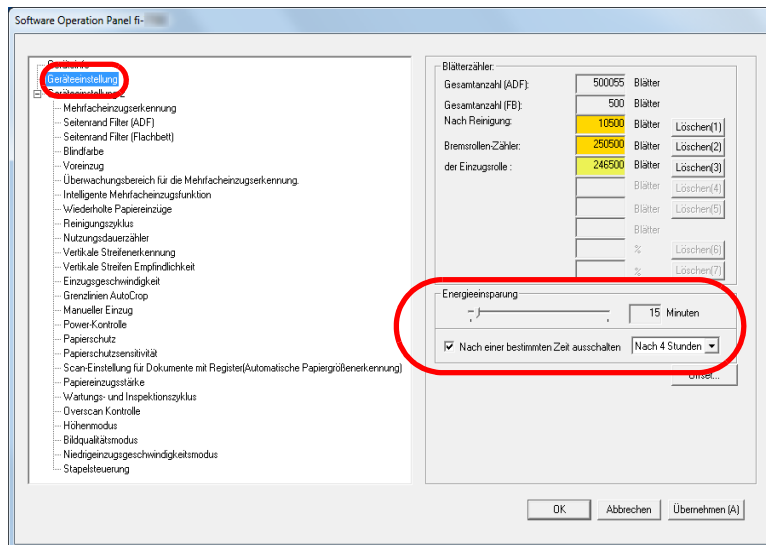 Software Operation Panel fi-
Geräteinfo
Geräteeinstellung
Geräteeinstellung 2
Mehrfacheinzugserkennung
Seitenrand Filter (ADF)
Seitenrand Filter (Flachbett)
Blindfarbe
Voreinzug
Überwachungsbereich für die Mehrfacheinzugserkennung.
Intelligente Mehrfacheinzugsfunktion
Wiederholte Papiereinzüge
Reinigungszyklus
Nutzungsdauerzähler
Vertikale Streifenerkennung
Vertikale Streifen Empfindlichkeit
Einzugsgeschwindigkeit
Grenzlinien AutoCrop
Manueller Einzug
Power-Kontrolle
Papierschutz
Papierschutzsensitivität
Scan-Einstellung für Dokumente mit Register(Automatische Papiergrößenerkennung)
Papiereinzugsstärke
Wartungs- und Inspektionszyklus
Overscan Kontrolle
Höhenmodus
Bildqualitätsmodus
Niedrigeinzugsgeschwindigkeitsmodus
Stapelsteuerung
Blätterzähler:
Gesamtanzahl (ADF): 500055 Blätter
Gesamtanzahl (FB): 500 Blätter
Nach Reinigung: 10500 Blätter Löschen(1)
Bremsrollen-Zähler: 250500 Blätter Löschen(2)
der Einzugsrolle : 246500 Blätter Löschen(3)
Blätter Löschen(4)
Blätter Löschen(5)
Blätter
% Löschen(6)
% Löschen(7)
Energieeinsparung
15 Minuten
Nach einer bestimmten Zeit ausschalten Nach 4 Stunden
OK Abbrechen Übernehmen (A)